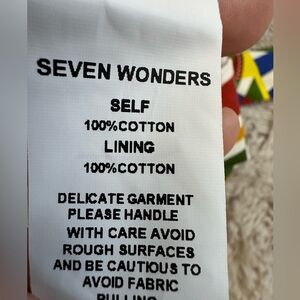 SEVEN WONDERS
SELF
100%COTTON
LINING
100%COTTON
DELICATE GARMENT
PLEASE HANDLE
WITH CARE AVOID
ROUGH SURFACES
AND BE CAUTIOUS TO
AVOID FABRIC
PULLING